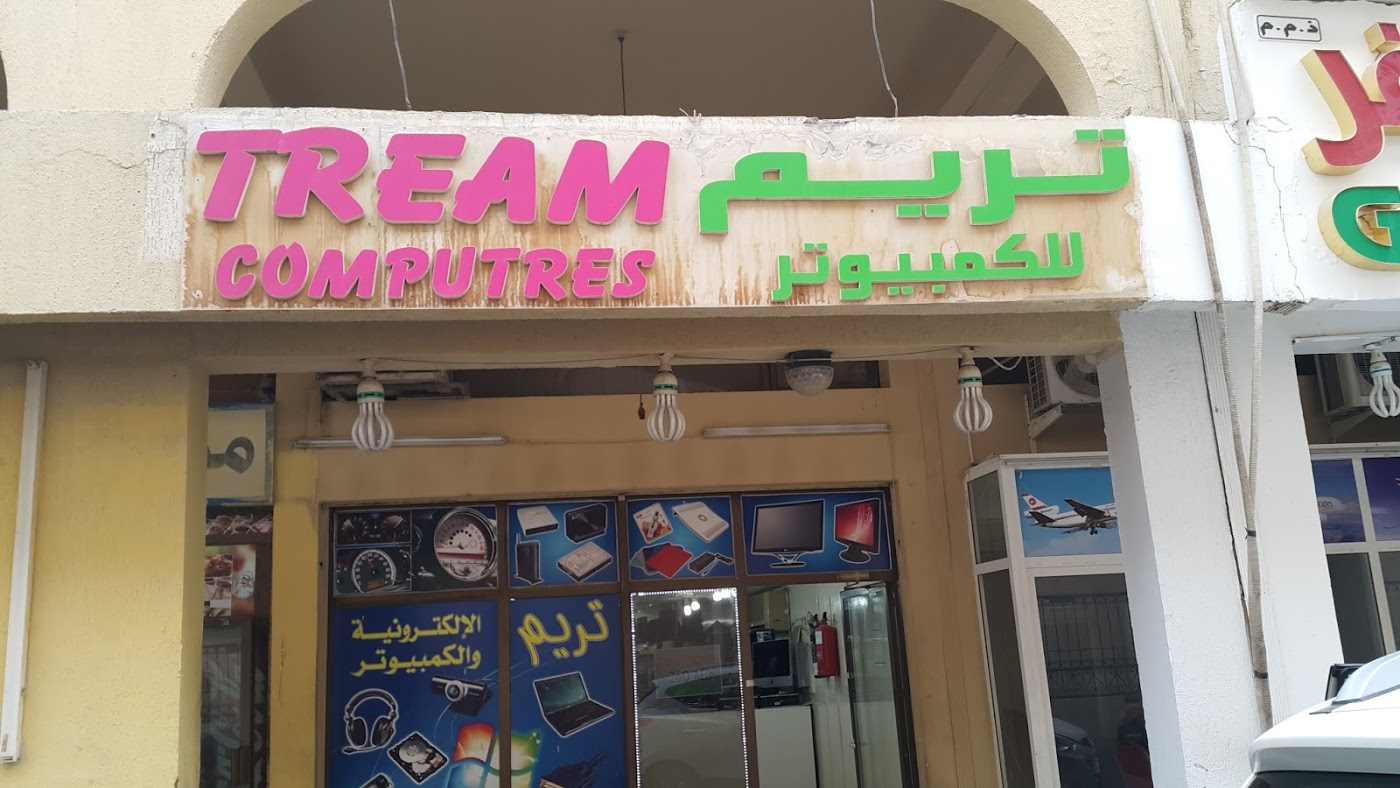 TREAM
COMPUTRES
تريم
للكمبيوتر
ذ.م.م
G
الإلكترونية
والكمبيوتر
تريم